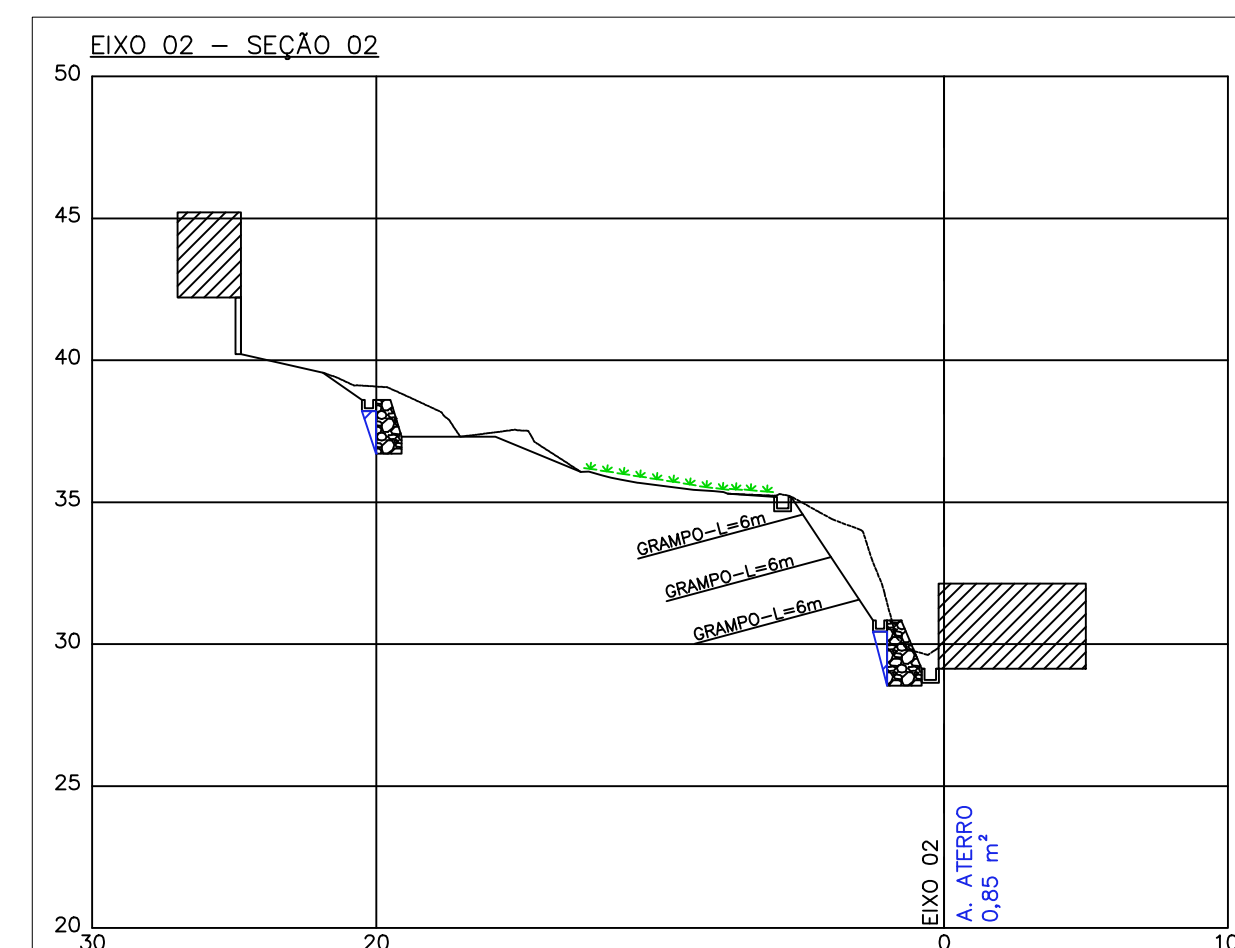 EIXO 02 – SEÇÃO 02
50
45
40
35
30
25
20
GRAMPO–L=6m
GRAMPO–L=6m
GRAMPO–L=6m
EIXO 02
A. ATERRO
0,85 m²
30
20
0
10